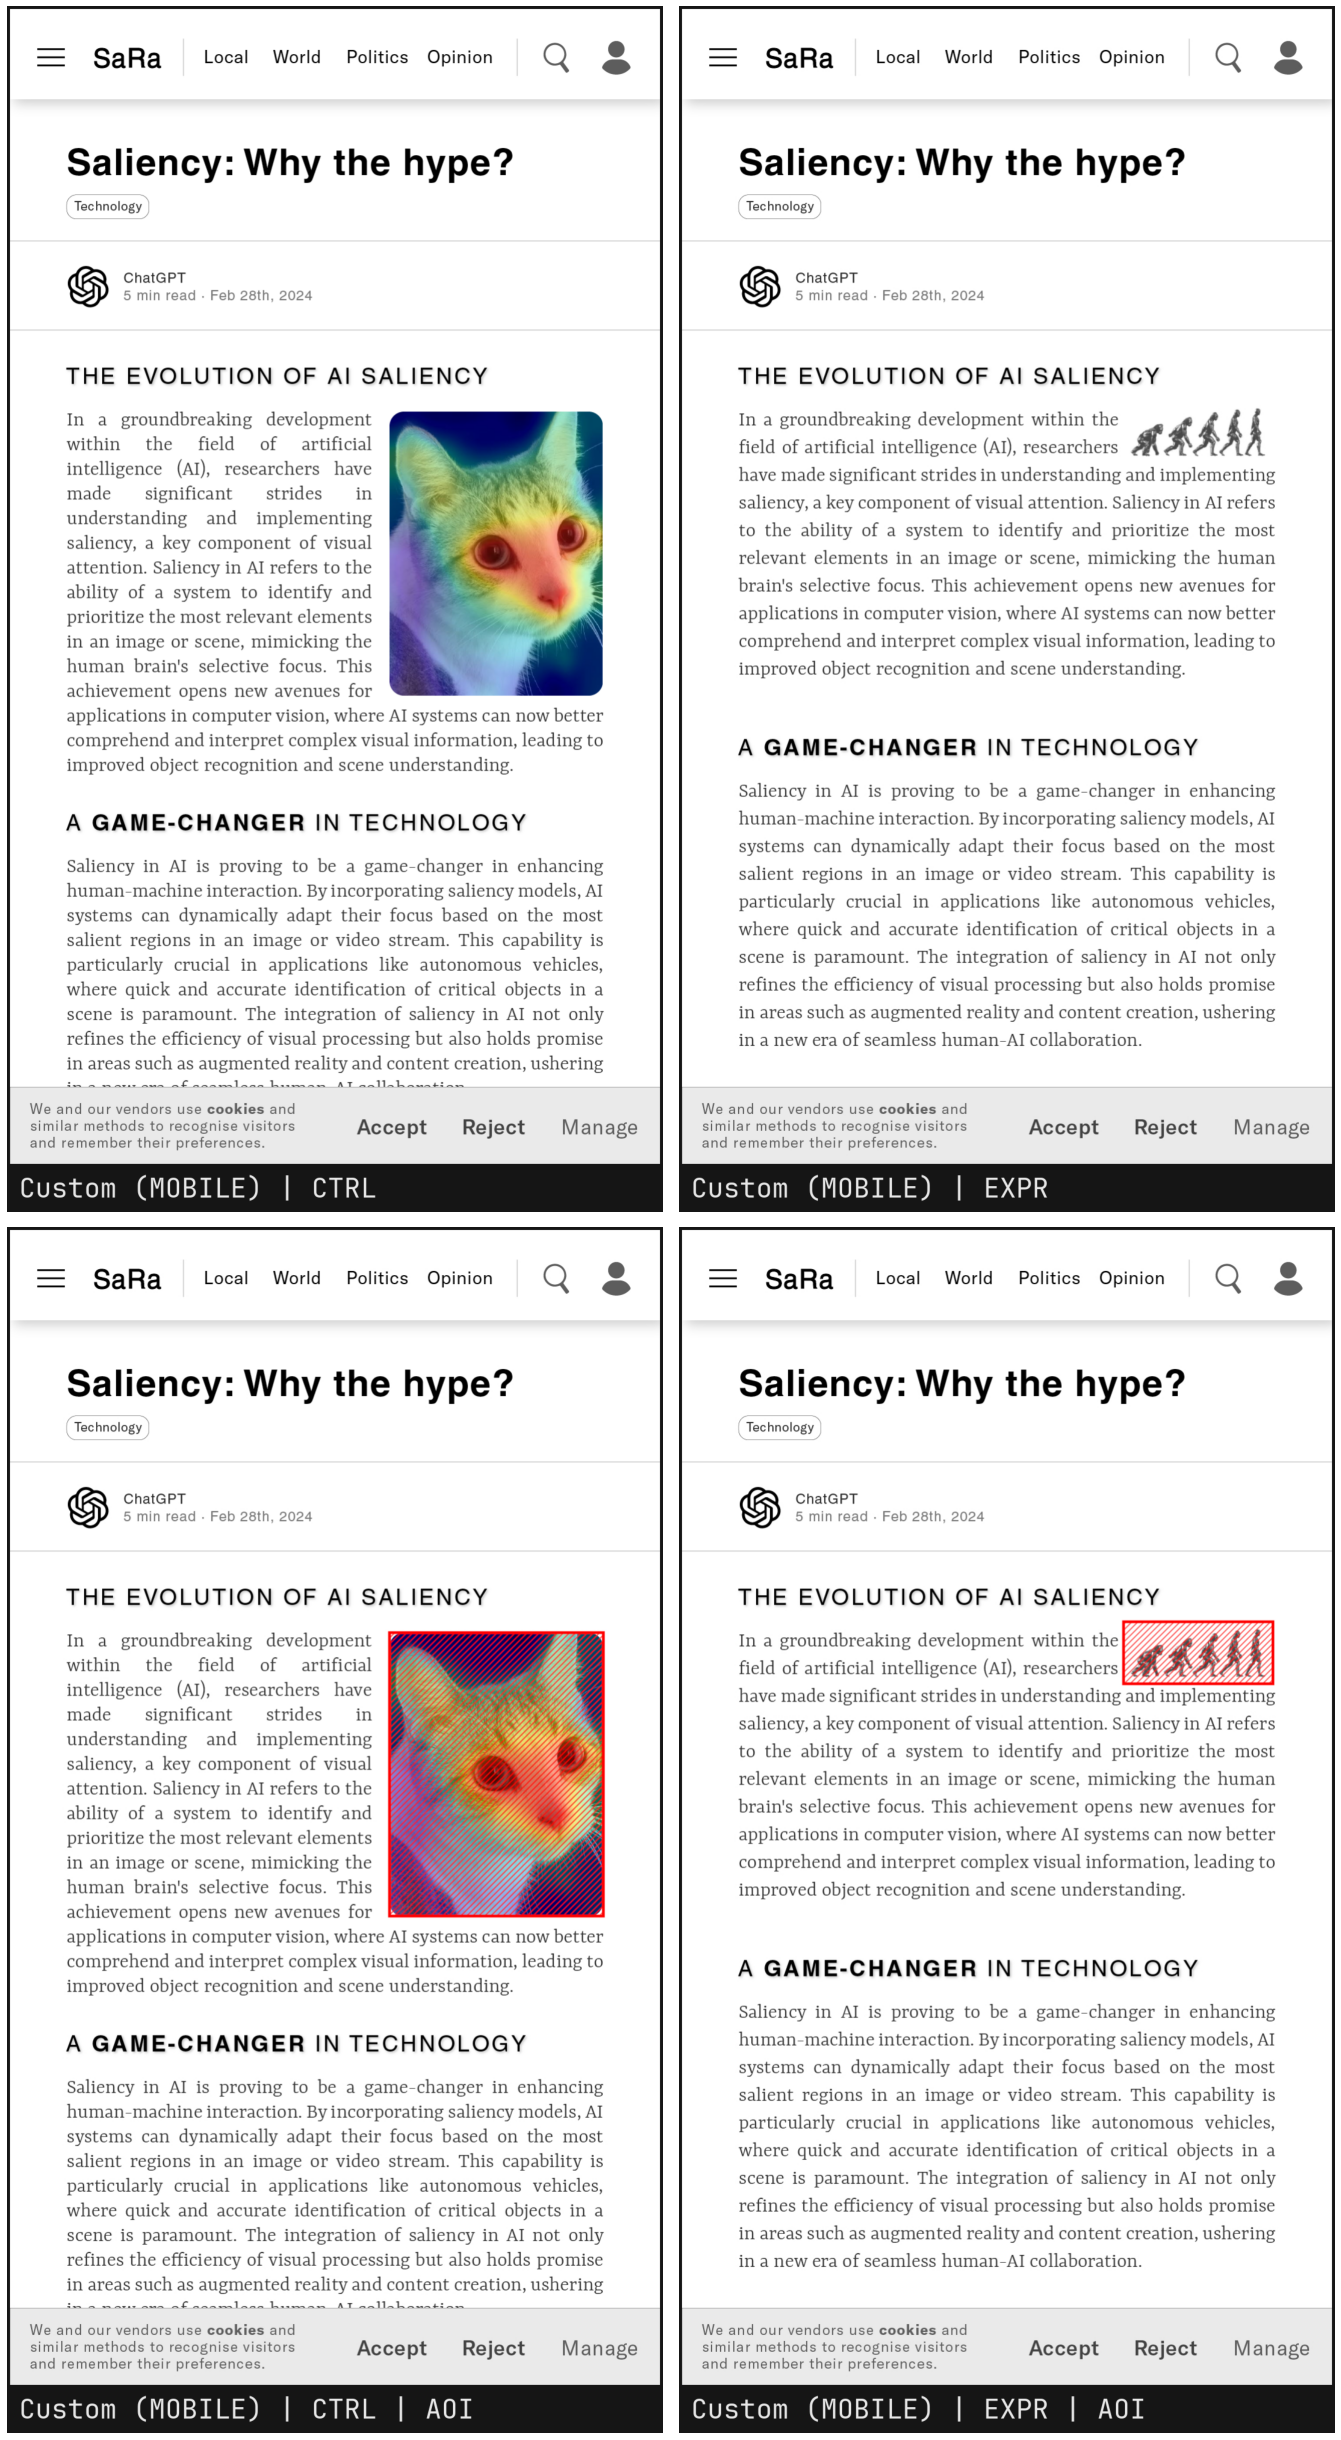 SaRa Local World Politics Opinion
Saliency: Why the hype?
Technology
ChatGPT
5 min read · Feb 28th, 2024
THE EVOLUTION OF AI SALIENCY
In a groundbreaking development
within the field of artificial
intelligence (AI), researchers have
made significant strides in
understanding and implementing
saliency, a key component of visual
attention. Saliency in AI refers to the
ability of a system to identify and
prioritize the most relevant elements
in an image or scene, mimicking the
human brain's selective focus. This
achievement opens new avenues for
applications in computer vision, where AI systems can now better
comprehend and interpret complex visual information, leading to
improved object recognition and scene understanding.
A GAME-CHANGER IN TECHNOLOGY
Saliency in AI is proving to be a game-changer in enhancing
human-machine interaction. By incorporating saliency models, AI
systems can dynamically adapt their focus based on the most
salient regions in an image or video stream. This capability is
particularly crucial in applications like autonomous vehicles,
where quick and accurate identification of critical objects in a
scene is paramount. The integration of saliency in AI not only
refines the efficiency of visual processing but also holds promise
in areas such as augmented reality and content creation, ushering
in a new era of seamless human-AI collaboration.
We and our vendors use cookies and
similar methods to recognise visitors
and remember their preferences.
Accept Reject Manage
Custom (MOBILE) | CTRL
SaRa Local World Politics Opinion
Saliency: Why the hype?
Technology
ChatGPT
5 min read · Feb 28th, 2024
THE EVOLUTION OF AI SALIENCY
In a groundbreaking development within the
field of artificial intelligence (AI), researchers
have made significant strides in understanding and implementing
saliency, a key component of visual attention. Saliency in AI refers
to the ability of a system to identify and prioritize the most
relevant elements in an image or scene, mimicking the human
brain's selective focus. This achievement opens new avenues for
applications in computer vision, where AI systems can now better
comprehend and interpret complex visual information, leading to
improved object recognition and scene understanding.
A GAME-CHANGER IN TECHNOLOGY
Saliency in AI is proving to be a game-changer in enhancing
human-machine interaction. By incorporating saliency models, AI
systems can dynamically adapt their focus based on the most
salient regions in an image or video stream. This capability is
particularly crucial in applications like autonomous vehicles,
where quick and accurate identification of critical objects in a
scene is paramount. The integration of saliency in AI not only
refines the efficiency of visual processing but also holds promise
in areas such as augmented reality and content creation, ushering
in a new era of seamless human-AI collaboration.
We and our vendors use cookies and
similar methods to recognise visitors
and remember their preferences.
Accept Reject Manage
Custom (MOBILE) | EXPR
SaRa Local World Politics Opinion
Saliency: Why the hype?
Technology
ChatGPT
5 min read · Feb 28th, 2024
THE EVOLUTION OF AI SALIENCY
In a groundbreaking development
within the field of artificial
intelligence (AI), researchers have
made significant strides in
understanding and implementing
saliency, a key component of visual
attention. Saliency in AI refers to the
ability of a system to identify and
prioritize the most relevant elements
in an image or scene, mimicking the
human brain's selective focus. This
achievement opens new avenues for
applications in computer vision, where AI systems can now better
comprehend and interpret complex visual information, leading to
improved object recognition and scene understanding.
A GAME-CHANGER IN TECHNOLOGY
Saliency in AI is proving to be a game-changer in enhancing
human-machine interaction. By incorporating saliency models, AI
systems can dynamically adapt their focus based on the most
salient regions in an image or video stream. This capability is
particularly crucial in applications like autonomous vehicles,
where quick and accurate identification of critical objects in a
scene is paramount. The integration of saliency in AI not only
refines the efficiency of visual processing but also holds promise
in areas such as augmented reality and content creation, ushering
in a new era of seamless human-AI collaboration.
We and our vendors use cookies and
similar methods to recognise visitors
and remember their preferences.
Accept Reject Manage
Custom (MOBILE) | CTRL | AOI
SaRa Local World Politics Opinion
Saliency: Why the hype?
Technology
ChatGPT
5 min read · Feb 28th, 2024
THE EVOLUTION OF AI SALIENCY
In a groundbreaking development within the
field of artificial intelligence (AI), researchers
have made significant strides in understanding and implementing
saliency, a key component of visual attention. Saliency in AI refers
to the ability of a system to identify and prioritize the most
relevant elements in an image or scene, mimicking the human
brain's selective focus. This achievement opens new avenues for
applications in computer vision, where AI systems can now better
comprehend and interpret complex visual information, leading to
improved object recognition and scene understanding.
A GAME-CHANGER IN TECHNOLOGY
Saliency in AI is proving to be a game-changer in enhancing
human-machine interaction. By incorporating saliency models, AI
systems can dynamically adapt their focus based on the most
salient regions in an image or video stream. This capability is
particularly crucial in applications like autonomous vehicles,
where quick and accurate identification of critical objects in a
scene is paramount. The integration of saliency in AI not only
refines the efficiency of visual processing but also holds promise
in areas such as augmented reality and content creation, ushering
in a new era of seamless human-AI collaboration.
We and our vendors use cookies and
similar methods to recognise visitors
and remember their preferences.
Accept Reject Manage
Custom (MOBILE) | EXPR | AOI